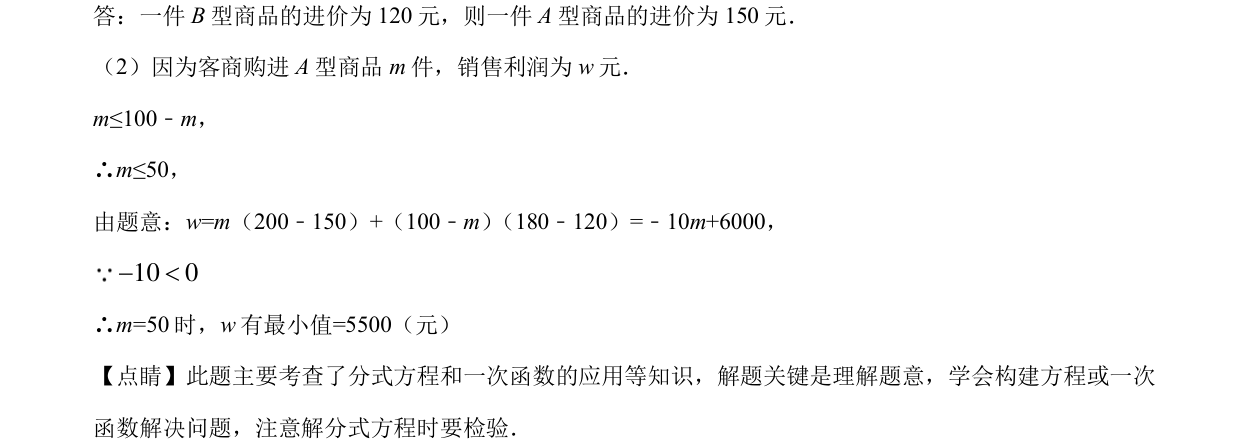 答：一件 B 型商品的进价为 120 元，则一件 A 型商品的进价为 150 元．
（2）因为客商购进 A 型商品 m 件，销售利润为 w 元．
m≤100﹣m，
∴m≤50，
由题意：w=m（200﹣150）+（100﹣m）（180﹣120）=﹣10m+6000，
∵−10<0
∴m=50 时，w 有最小值=5500（元）
【点睛】此题主要考查了分式方程和一次函数的应用等知识，解题关键是理解题意，学会构建方程或一次
函数解决问题，注意解分式方程时要检验．